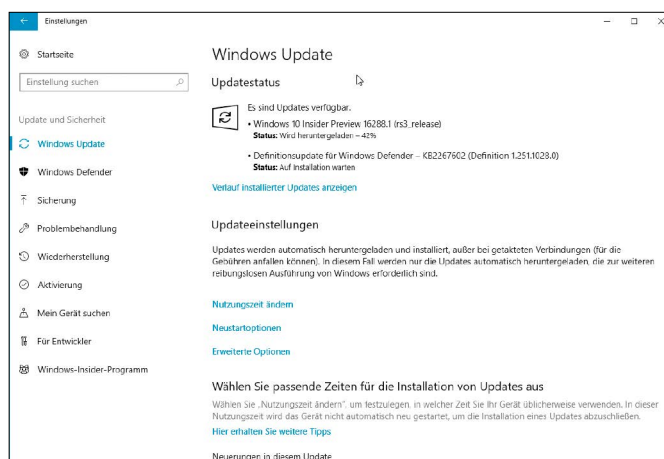 Einstellungen
Startseite
Einstellung suchen
Update und Sicherheit
Windows Update
Windows Defender
Sicherung
Problembehandlung
Wiederherstellung
Aktivierung
Mein Gerät suchen
Für Entwickler
Windows-Insider-Programm
Windows Update
Updatestatus
Es sind Updates verfügbar.
• Windows 10 Insider Preview 16288.1 (rs3_release)
Status: Wird heruntergeladen – 42%
• Definitionsupdate für Windows Defender – KB2267602 (Definition 1.251.1028.0)
Status: Auf Installation warten
Verlauf installierter Updates anzeigen
Updateeinstellungen
Updates werden automatisch heruntergeladen und installiert, außer bei getakteten Verbindungen (für die
Gebühren anfallen können). In diesem Fall werden nur die Updates automatisch heruntergeladen, die zur weiteren
reibungslosen Ausführung von Windows erforderlich sind.
Nutzungszeit ändern
Neustartoptionen
Erweiterte Optionen
Wählen Sie passende Zeiten für die Installation von Updates aus
Wählen Sie „Nutzungszeit ändern", um festzulegen, in welcher Zeit Sie Ihr Gerät üblicherweise verwenden. In dieser
Nutzungszeit wird das Gerät nicht automatisch neu gestartet, um die Installation eines Updates abzuschließen.
Hier erhalten Sie weitere Tipps
Neuerungen in diesem Update